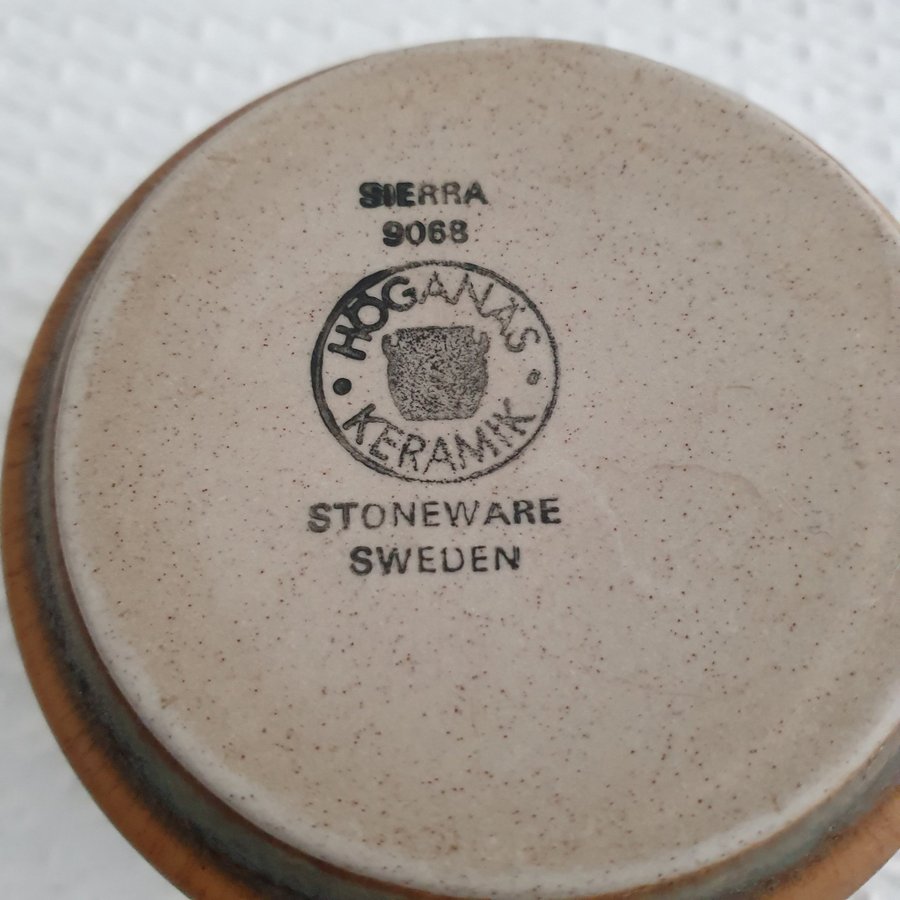 SIERRA
9068
HÖGANÄS
KERAMIK
STONEWARE
SWEDEN